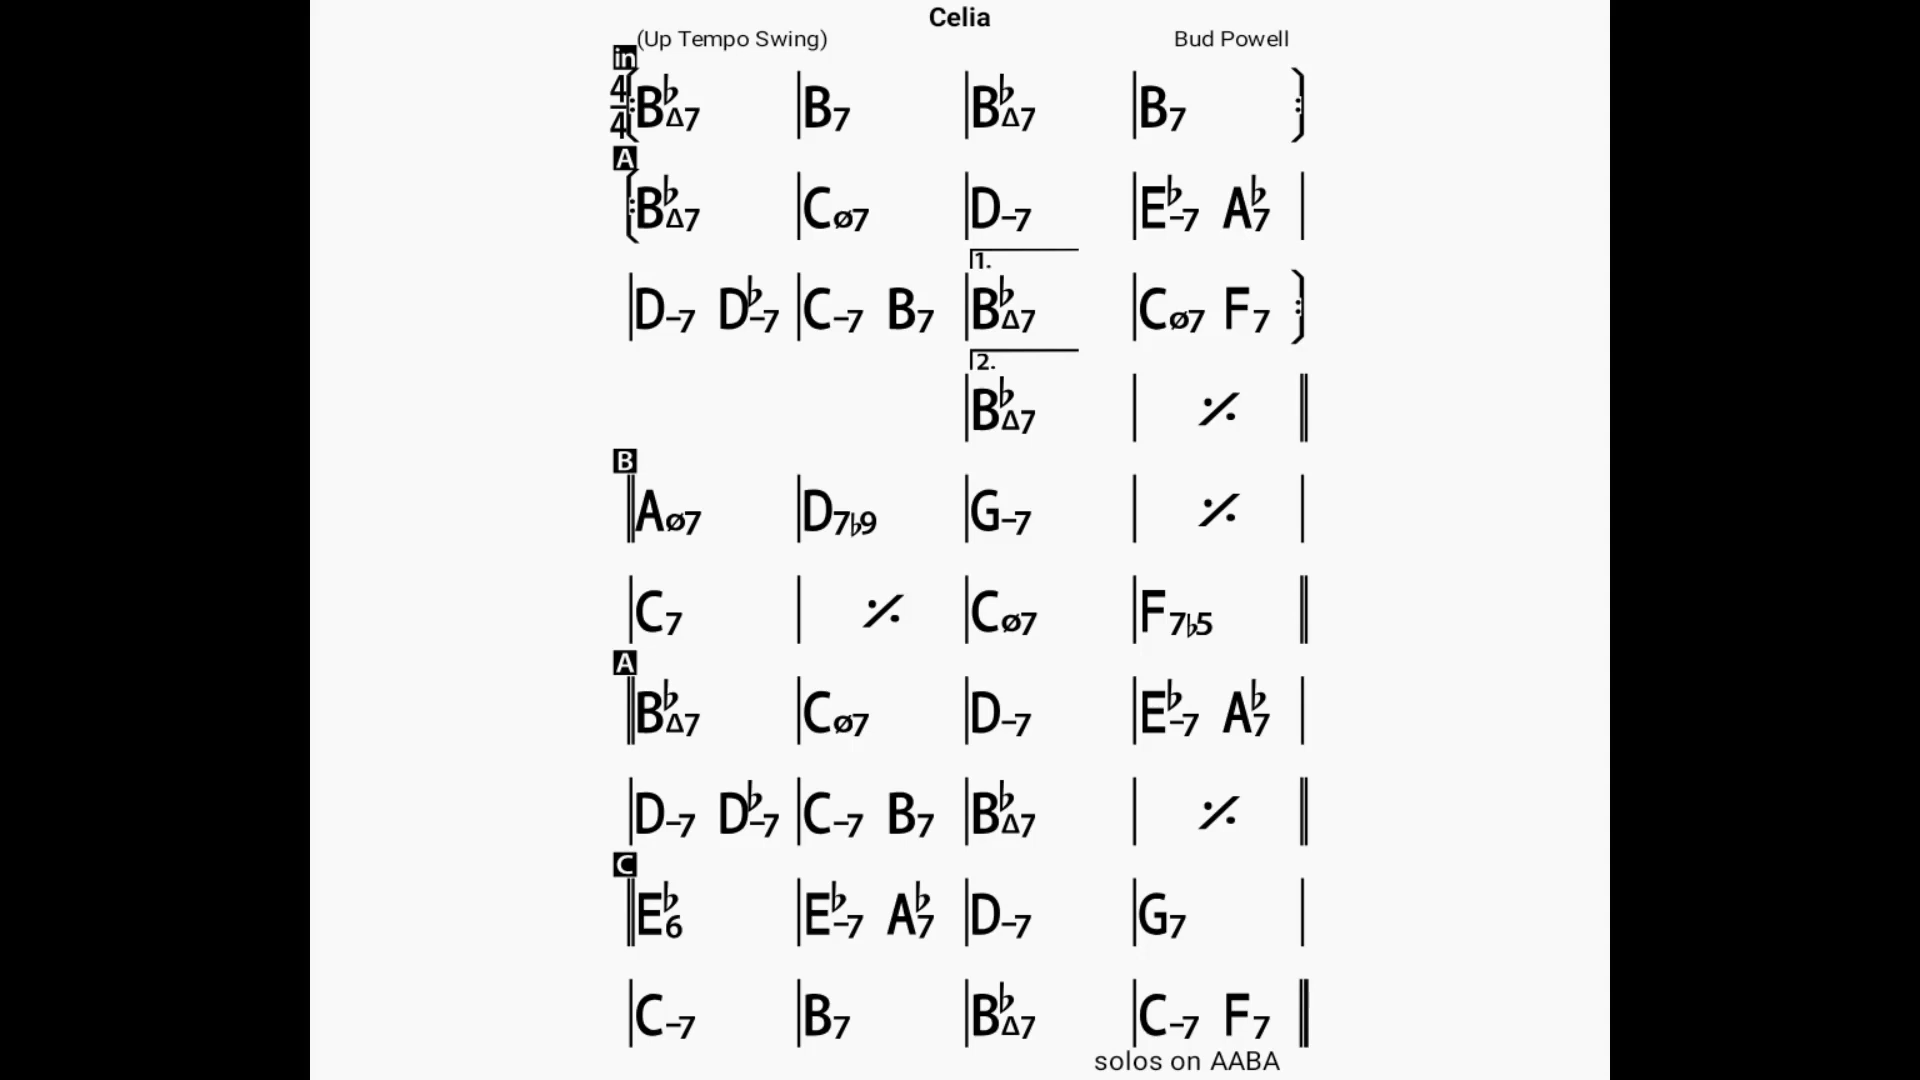 Celia
(Up Tempo Swing) Bud Powell
in
4/4 B♭Δ7 | B7 | B♭Δ7 | B7
A
B♭Δ7 | Cø7 | D–7 | E♭–7 A♭7 |
1.
| D–7 D♭–7 | C–7 B7 | B♭Δ7 | Cø7 F7
2.
| B♭Δ7 | 𝄎
B
Aø7 | D7♭9 | G–7 | 𝄎 |
| C7 | 𝄎 | Cø7 | F7♭5
A
B♭Δ7 | Cø7 | D–7 | E♭–7 A♭7 |
| D–7 D♭–7 | C–7 B7 | B♭Δ7 | 𝄎
C
E♭6 | E♭–7 A♭7 | D–7 | G7 |
| C–7 | B7 | B♭Δ7 | C–7 F7
solos on AABA